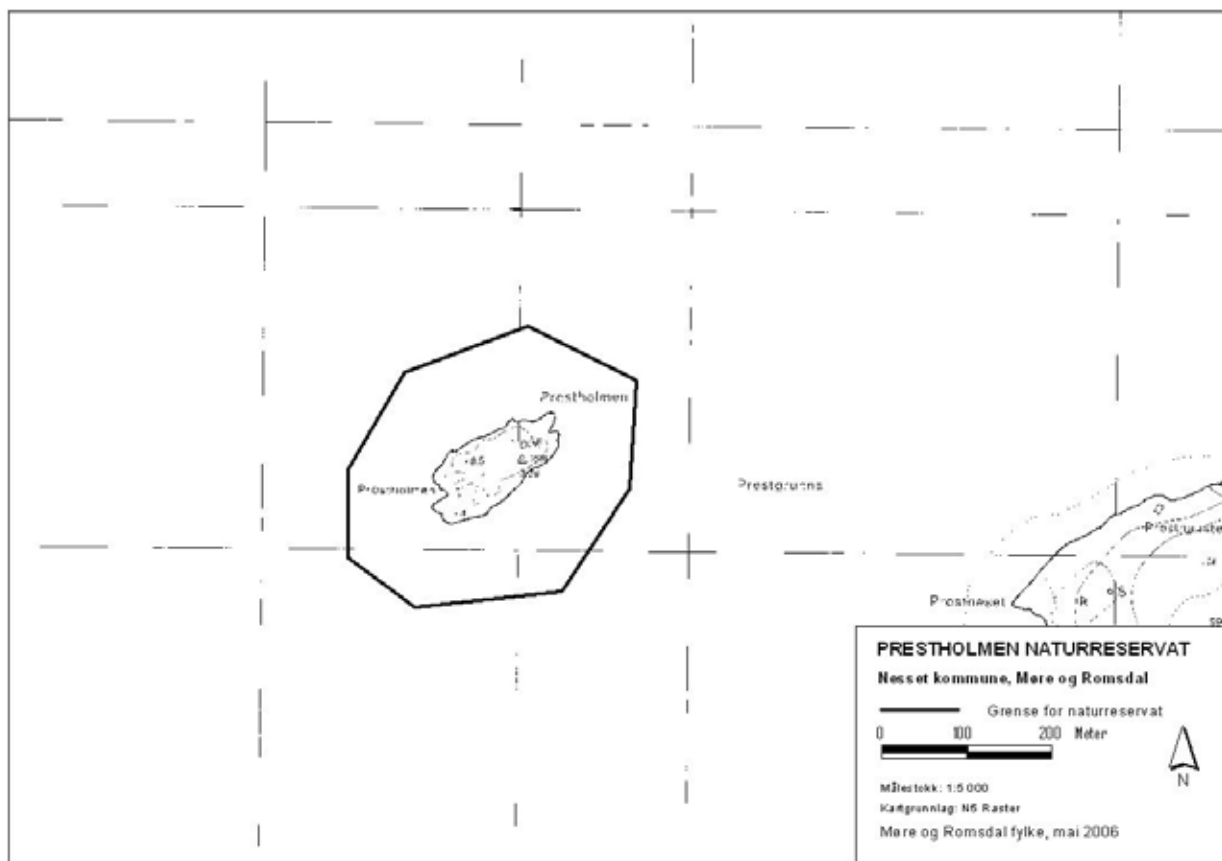 Prestholmen
Prestholmen
Prestneset
PRESTHOLMEN NATURRESERVAT
Nesset kommune, Møre og Romsdal
Grense for naturreservat
0 100 200 Meter
N
Målestokk: 1:5 000
Kartgrunnlag: N5 Raster
Møre og Romsdal fylke, mai 2006